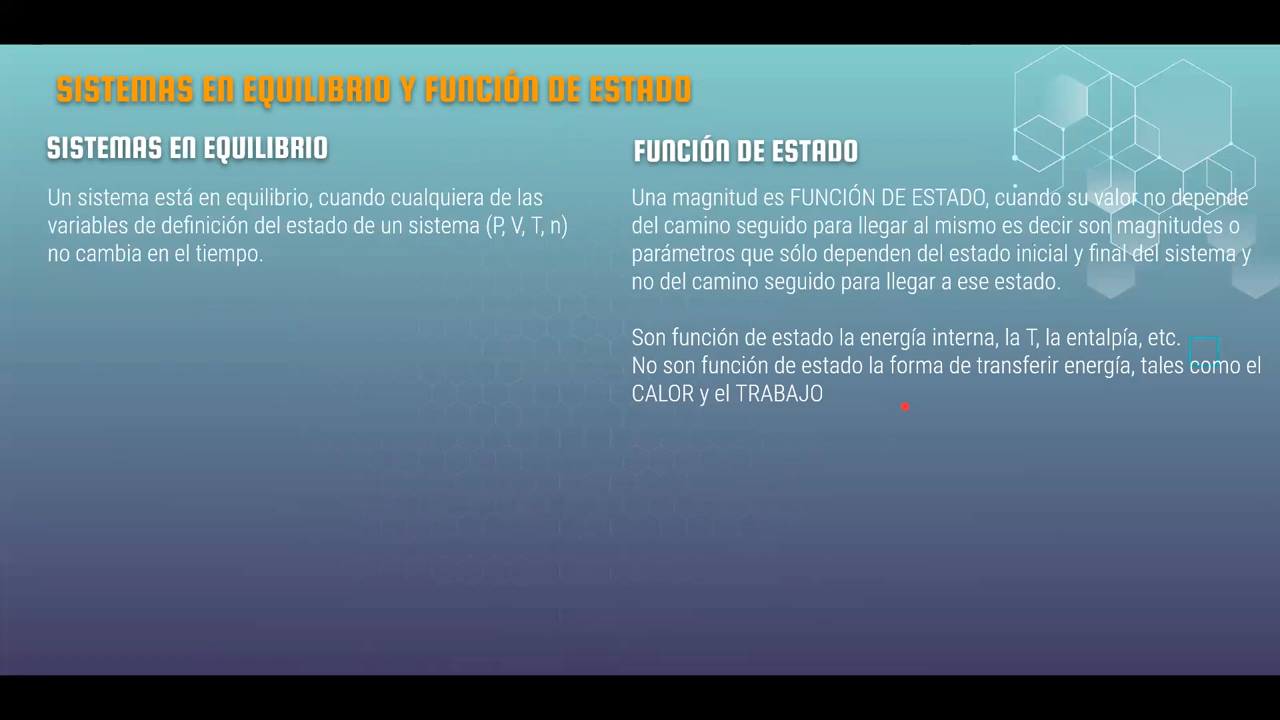 SISTEMAS EN EQUILIBRIO Y FUNCIÓN DE ESTADO
SISTEMAS EN EQUILIBRIO
Un sistema está en equilibrio, cuando cualquiera de las
variables de definición del estado de un sistema (P, V, T, n)
no cambia en el tiempo.
FUNCIÓN DE ESTADO
Una magnitud es FUNCIÓN DE ESTADO, cuando su valor no depende
del camino seguido para llegar al mismo es decir son magnitudes o
parámetros que sólo dependen del estado inicial y final del sistema y
no del camino seguido para llegar a ese estado.
Son función de estado la energía interna, la T, la entalpía, etc.
No son función de estado la forma de transferir energía, tales como el
CALOR y el TRABAJO